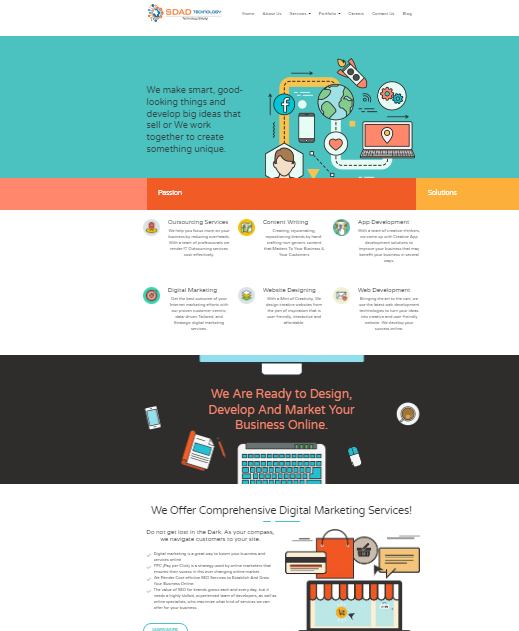 SDAD TECHNOLOGY
Technology Befalip
Home About Us Services Portfolio Careers Contact Us Blog
We make smart, good-
looking things and
develop big ideas that
sell or We work
together to create
something unique.
Passion
Solutions
Outsourcing Services
We help you focus more on your
business by reducing overheads.
With a team of professionals we
render IT Outsourcing services
cost-effectively.
Content Writing
Creating, rejuvenating,
repositioning brands by hand-
crafting non-generic content
that Matters To Your Business &
Your Customers
App Development
With a team of creative thinkers,
we come up with Creative App
development solutions to
improve your business that may
benefit your business in several
ways.
Digital Marketing
Get the best outcome of your
Internet marketing efforts with
our proven customer-centric,
data-driven Tailored, and
Strategic digital marketing
services.
Website Designing
With a Mint of Creativity, We
design creative websites from
the pen of inspiration that is
user-friendly, interactive and
affordable
Web Development
Bringing the art to the cart, we
use the latest web development
technologies to turn your ideas
into creative and user-friendly
website. We develop your
success online.
We Are Ready to Design,
Develop And Market Your
Business Online.
We Offer Comprehensive Digital Marketing Services!
Do not get lost in the Dark. As your compass,
we navigate customers to your site.
Digital marketing is a great way to boost your business and
services online
PPC (Pay per Click) is a strategy used by online marketers that
ensures their success in this ever changing online market
We Render Cost-effective SEO Services to Establish And Grow
Your Business Online
The value of SEO for brands grows each and every day, but it
needs a highly skilled, experienced team of developers, as well as
online specialists, who maximize what kind of services we can
offer for your business.
LEARN MORE